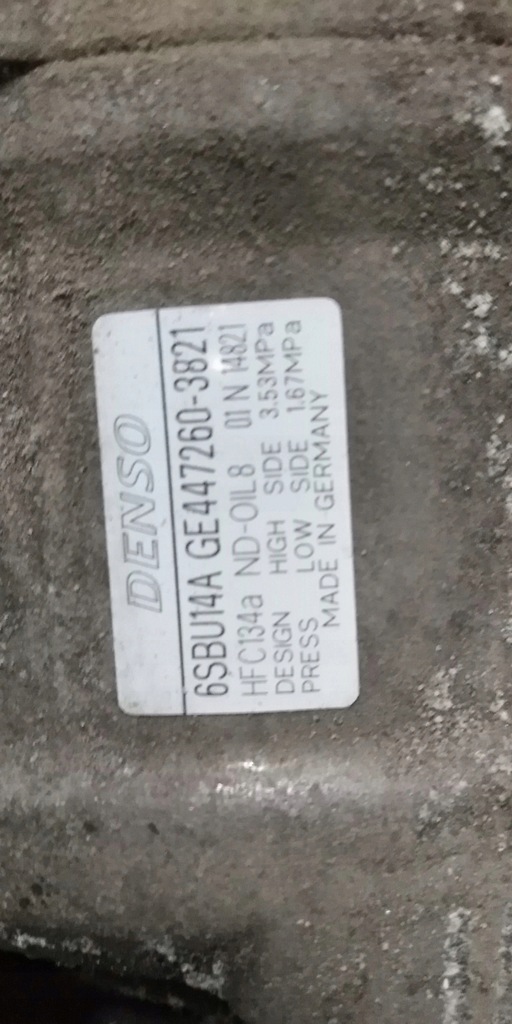 DENSO
6SBU14A GE447260-3821
HFC134a ND-OIL8 01 N 14821
DESIGN HIGH SIDE 3.53MPa
PRESS LOW SIDE 1.67MPa
MADE IN GERMANY